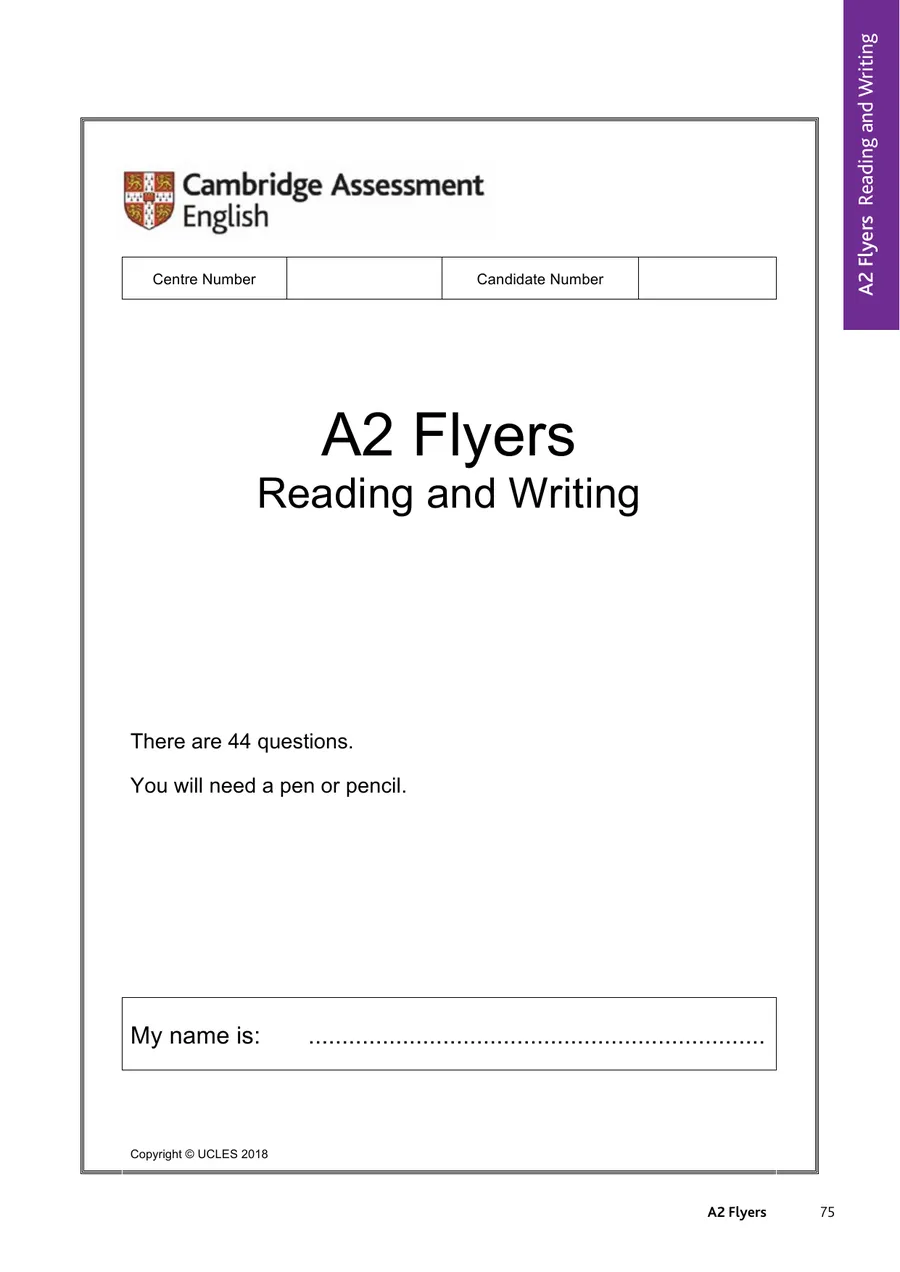 A2 Flyers Reading and Writing
Cambridge Assessment
English
Centre Number Candidate Number
A2 Flyers
Reading and Writing
There are 44 questions.
You will need a pen or pencil.
My name is: ....................................................................
Copyright © UCLES 2018
A2 Flyers 75